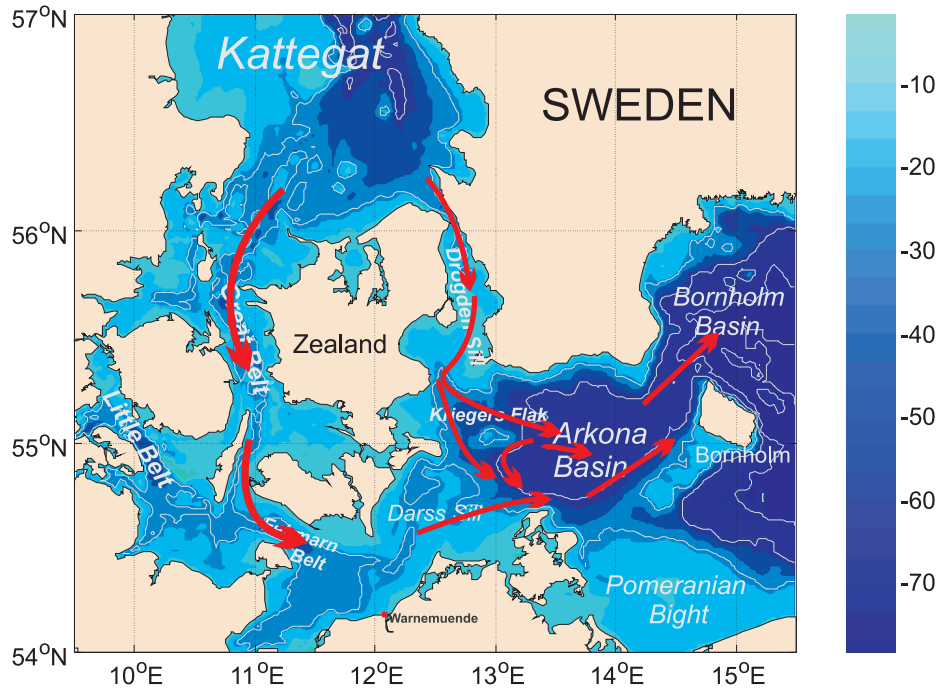 57°N
Kattegat
SWEDEN
-10
-20
-30
-40
-50
-60
-70
56°N
Drogden Sill
Great Belt
Bornholm
Basin
Zealand
Little Belt
Kriegers Flak
Arkona
Basin
55°N
Bornholm
Darss Sill
Belt
Pomeranian
Bight
Warnemuende
54°N
10°E
11°E
12°E
13°E
14°E
15°E